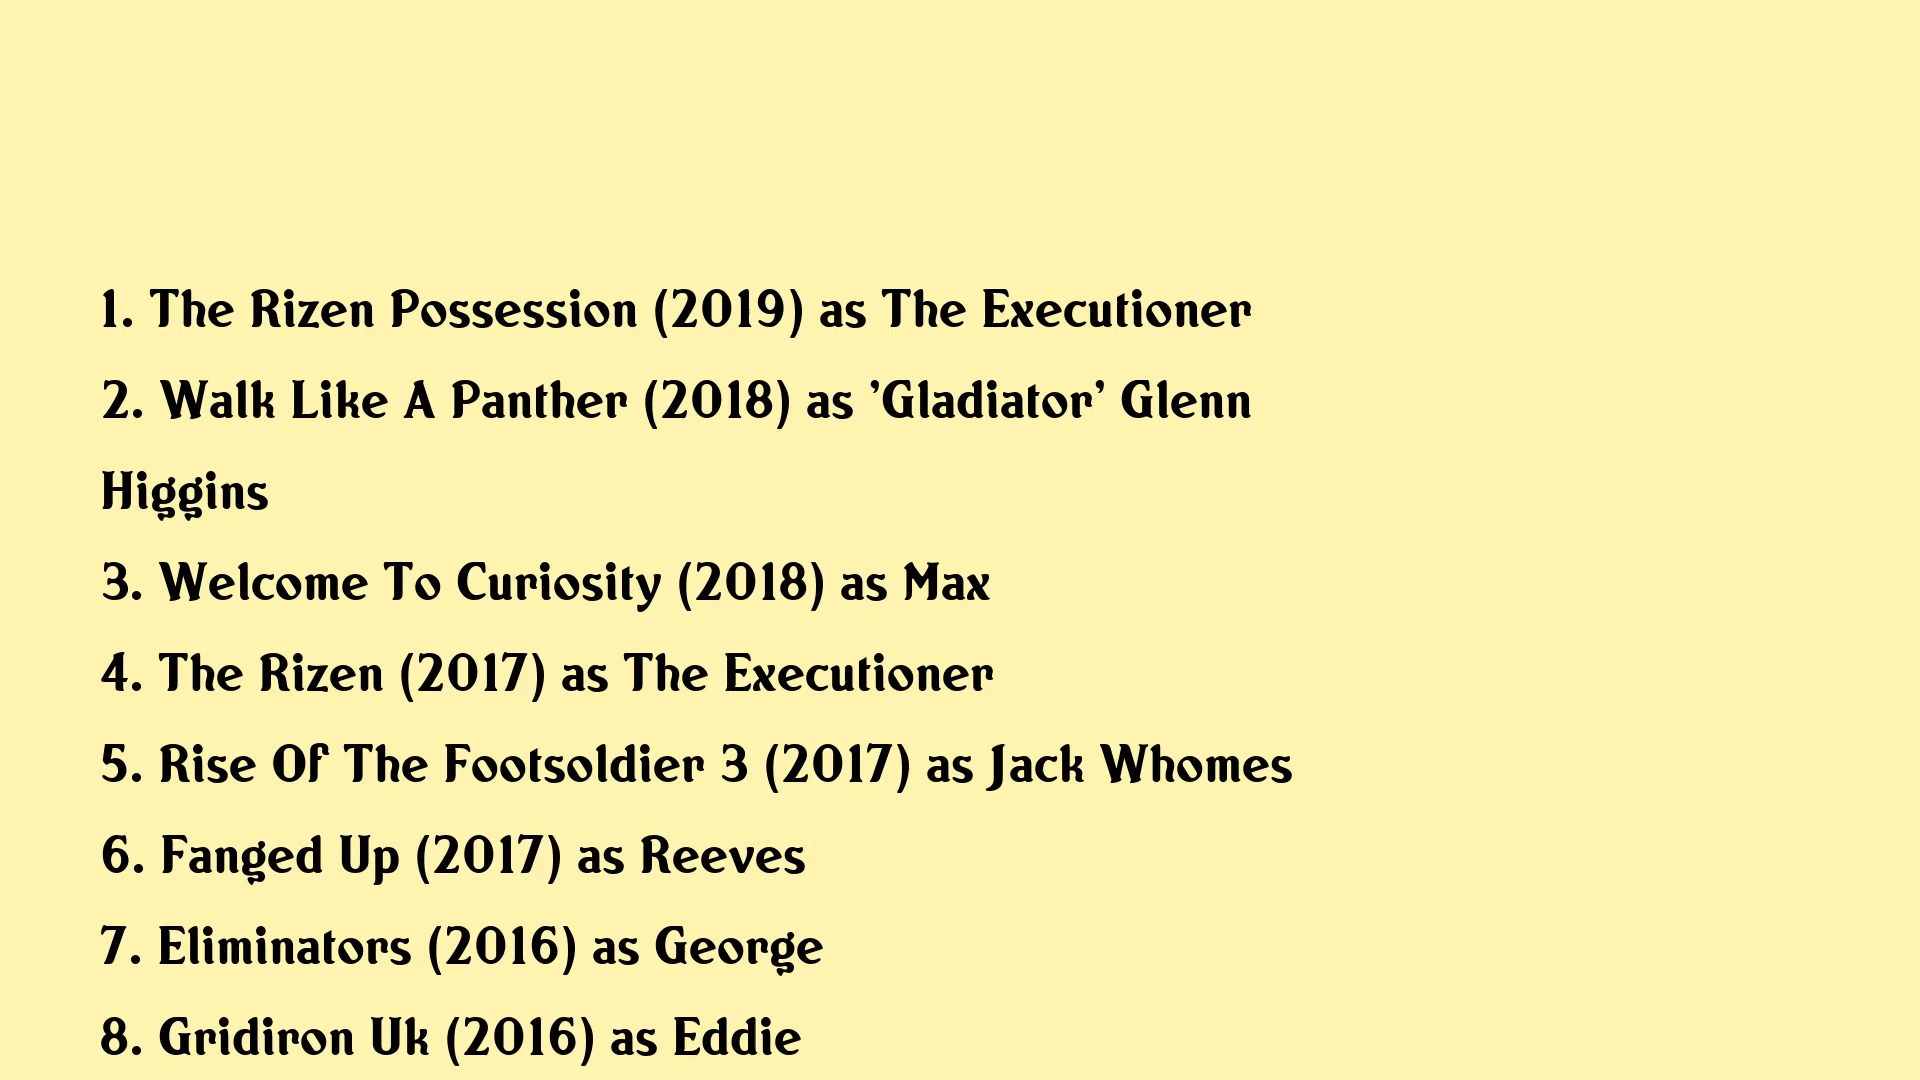 1. The Rizen Possession (2019) as The Executioner
2. Walk Like A Panther (2018) as 'Gladiator' Glenn
Higgins
3. Welcome To Curiosity (2018) as Max
4. The Rizen (2017) as The Executioner
5. Rise Of The Footsoldier 3 (2017) as Jack Whomes
6. Fanged Up (2017) as Reeves
7. Eliminators (2016) as George
8. Gridiron Uk (2016) as Eddie